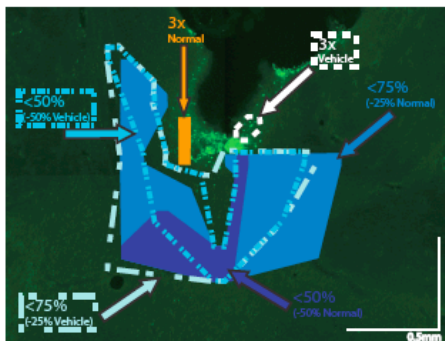 3x
Normal
3x
Vehicle
<50%
(-50% Vehicle)
<75%
(-25% Normal)
<75%
(-25% Vehicle)
<50%
(-50% Normal)
0.5mm